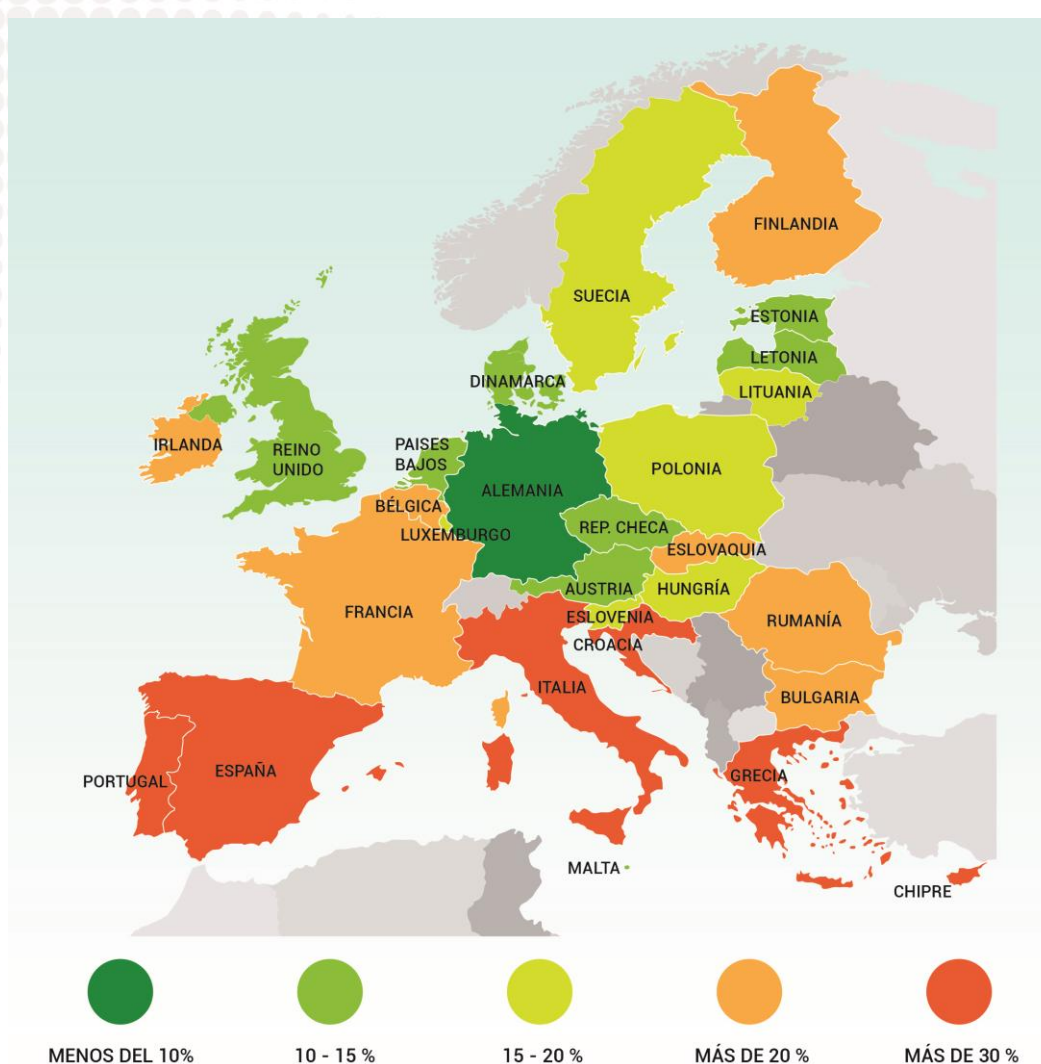 FINLANDIA
SUECIA
ESTONIA
LETONIA
LITUANIA
DINAMARCA
IRLANDA
REINO
UNIDO
PAISES
BAJOS
ALEMANIA
POLONIA
BÉLGICA
LUXEMBURGO
REP. CHECA
ESLOVAQUIA
AUSTRIA
HUNGRÍA
FRANCIA
ESLOVENIA
CROACIA
RUMANÍA
ITALIA
BULGARIA
PORTUGAL
ESPAÑA
GRECIA
MALTA
CHIPRE
MENOS DEL 10%
10 - 15 %
15 - 20 %
MÁS DE 20 %
MÁS DE 30 %